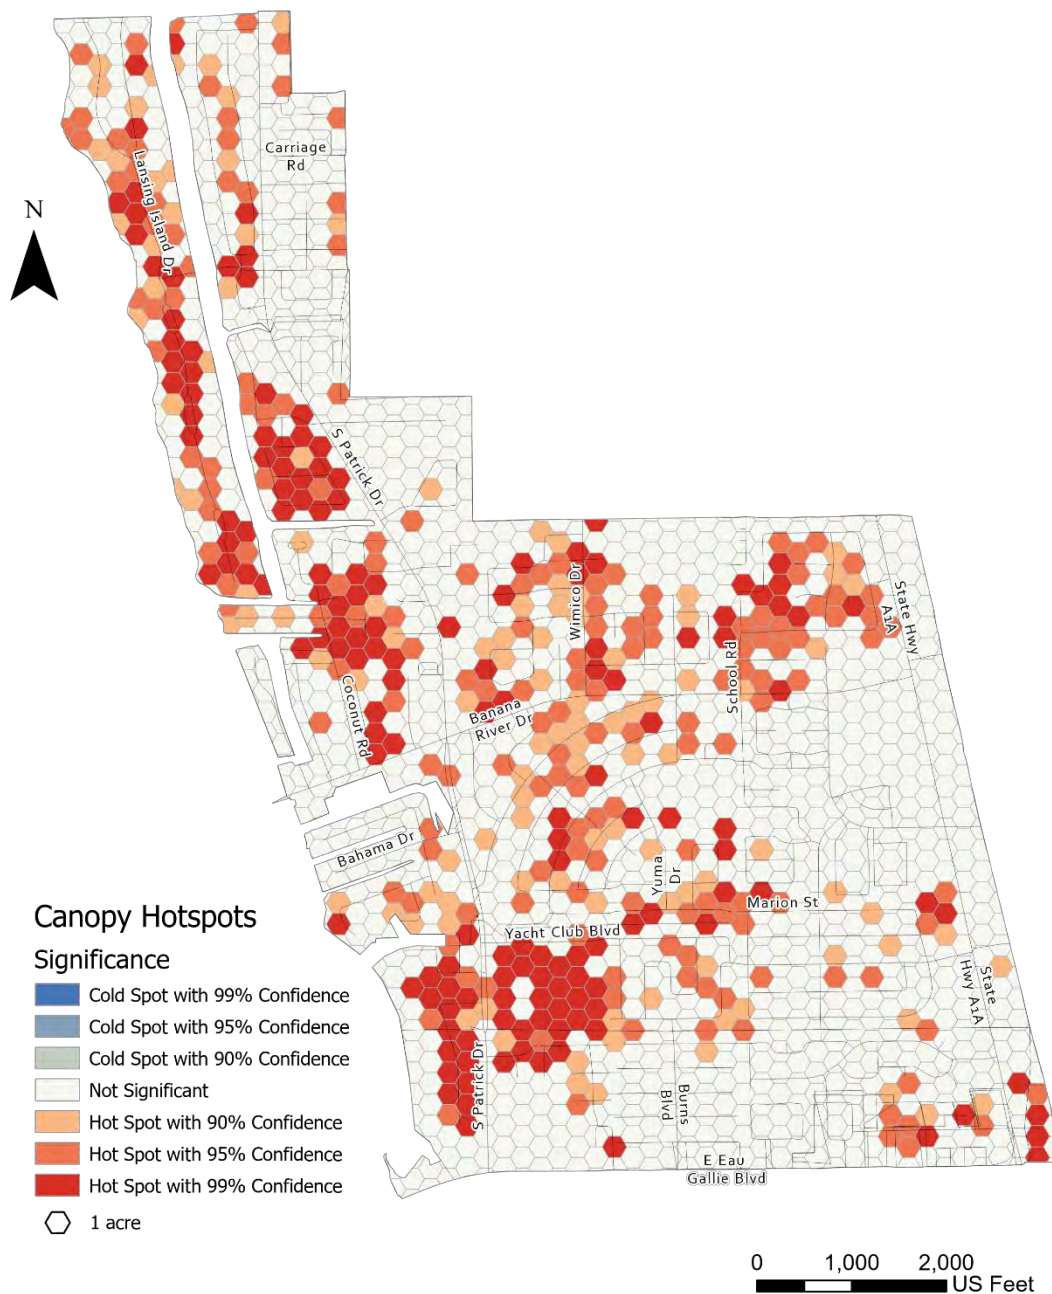 Carriage
Rd
Lansing Island Dr
N
S Patrick Dr
Wimico Dr
State Hwy
A1A
School Rd
Coconut Rd
Banana
River Dr
Bahama Dr
Yuma
Dr
Marion St
Yacht Club Blvd
State
Hwy A1A
S Patrick Dr
Burns
Blvd
E Eau
Gallie Blvd
Canopy Hotspots
Significance
Cold Spot with 99% Confidence
Cold Spot with 95% Confidence
Cold Spot with 90% Confidence
Not Significant
Hot Spot with 90% Confidence
Hot Spot with 95% Confidence
Hot Spot with 99% Confidence
1 acre
0 1,000 2,000
US Feet